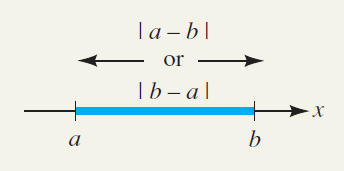 | a – b |
or
| b – a |
x
a b